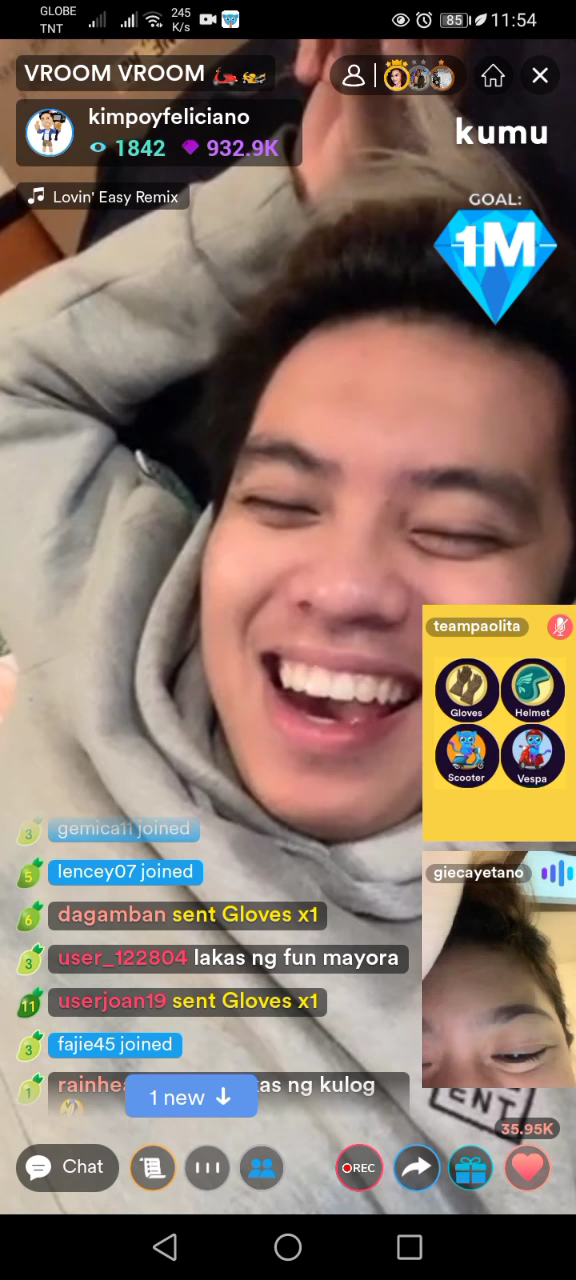 GLOBE
TNT
245
K/s
85
11:54
VROOM VROOM 🛵🏍️
kimpoyfeliciano
1842
932.9K
kumu
Lovin' Easy Remix
GOAL:
1M
teampaolita
Gloves
Helmet
Scooter
Vespa
3 gemica11 joined
5 lencey07 joined
giecayetano
6 dagamban sent Gloves x1
3 user_122804 lakas ng fun mayora
11 userjoan19 sent Gloves x1
3 fajie45 joined
1 ng kulog
1 new ↓
ENT
35.95K
Chat
REC